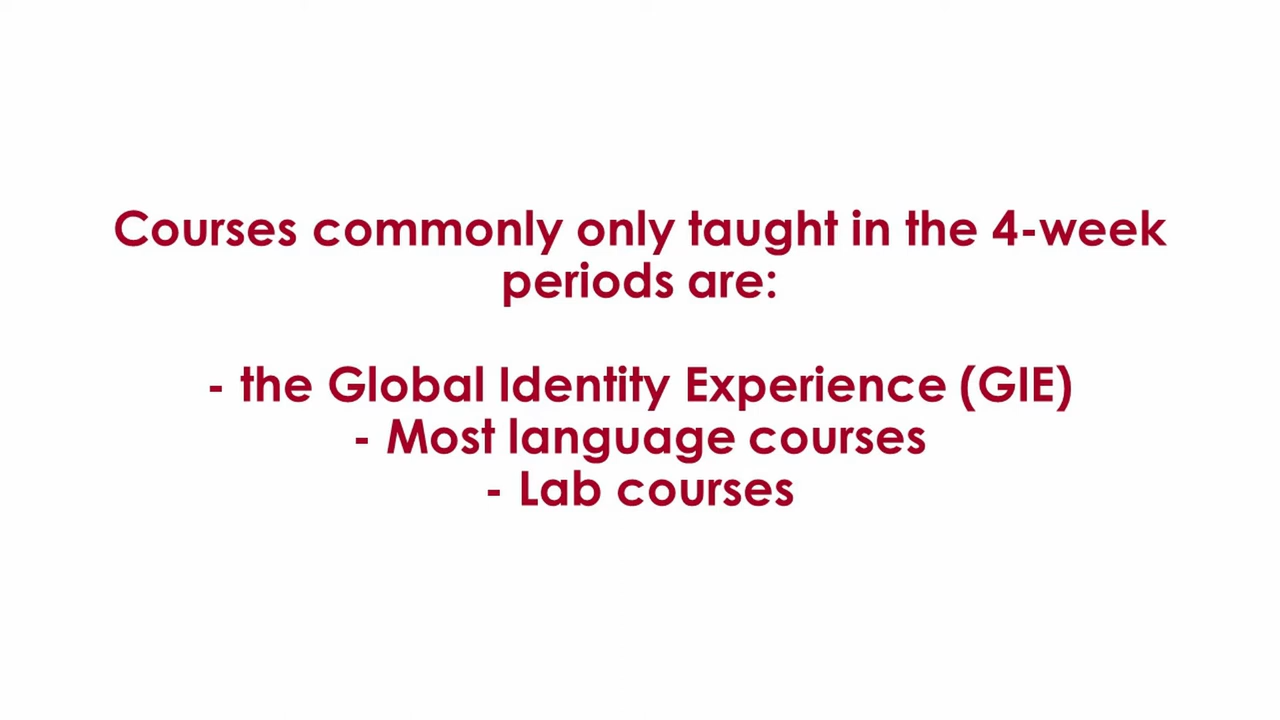 Courses commonly only taught in the 4-week
periods are:
- the Global Identity Experience (GIE)
- Most language courses
- Lab courses